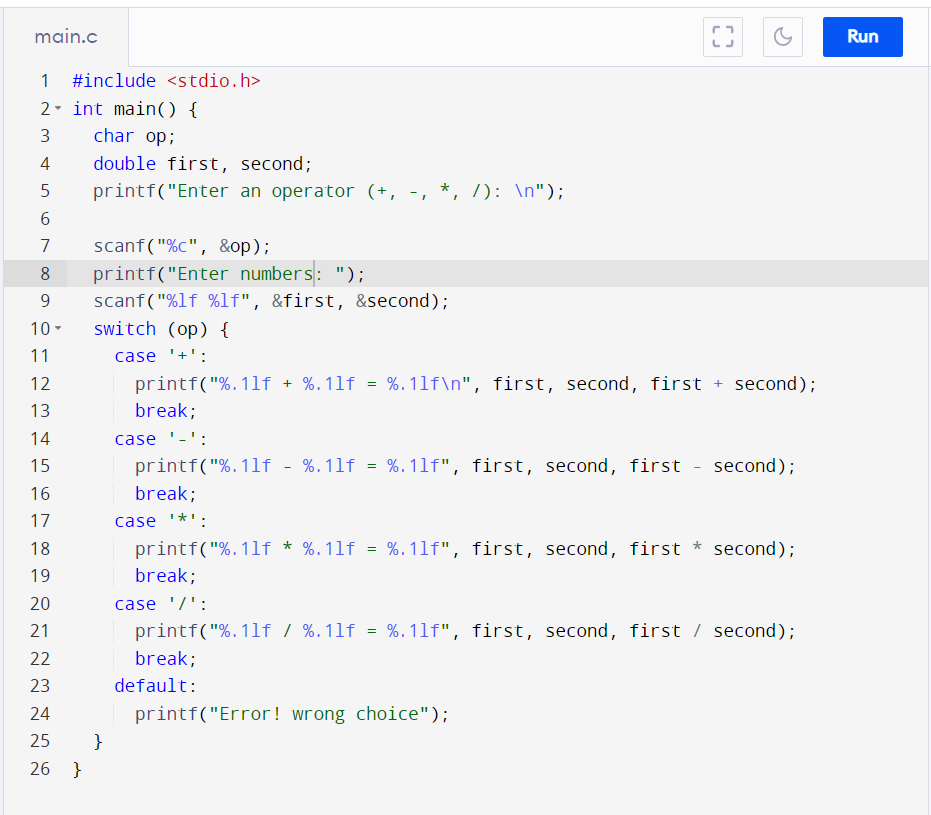 main.c
Run
1 #include <stdio.h>
2 int main() {
3   char op;
4   double first, second;
5   printf("Enter an operator (+, -, *, /): \n");
6
7   scanf("%c", &op);
8   printf("Enter numbers: ");
9   scanf("%lf %lf", &first, &second);
10   switch (op) {
11     case '+':
12       printf("%.1lf + %.1lf = %.1lf\n", first, second, first + second);
13       break;
14     case '-':
15       printf("%.1lf - %.1lf = %.1lf", first, second, first - second);
16       break;
17     case '*':
18       printf("%.1lf * %.1lf = %.1lf", first, second, first * second);
19       break;
20     case '/':
21       printf("%.1lf / %.1lf = %.1lf", first, second, first / second);
22       break;
23     default:
24       printf("Error! wrong choice");
25   }
26 }